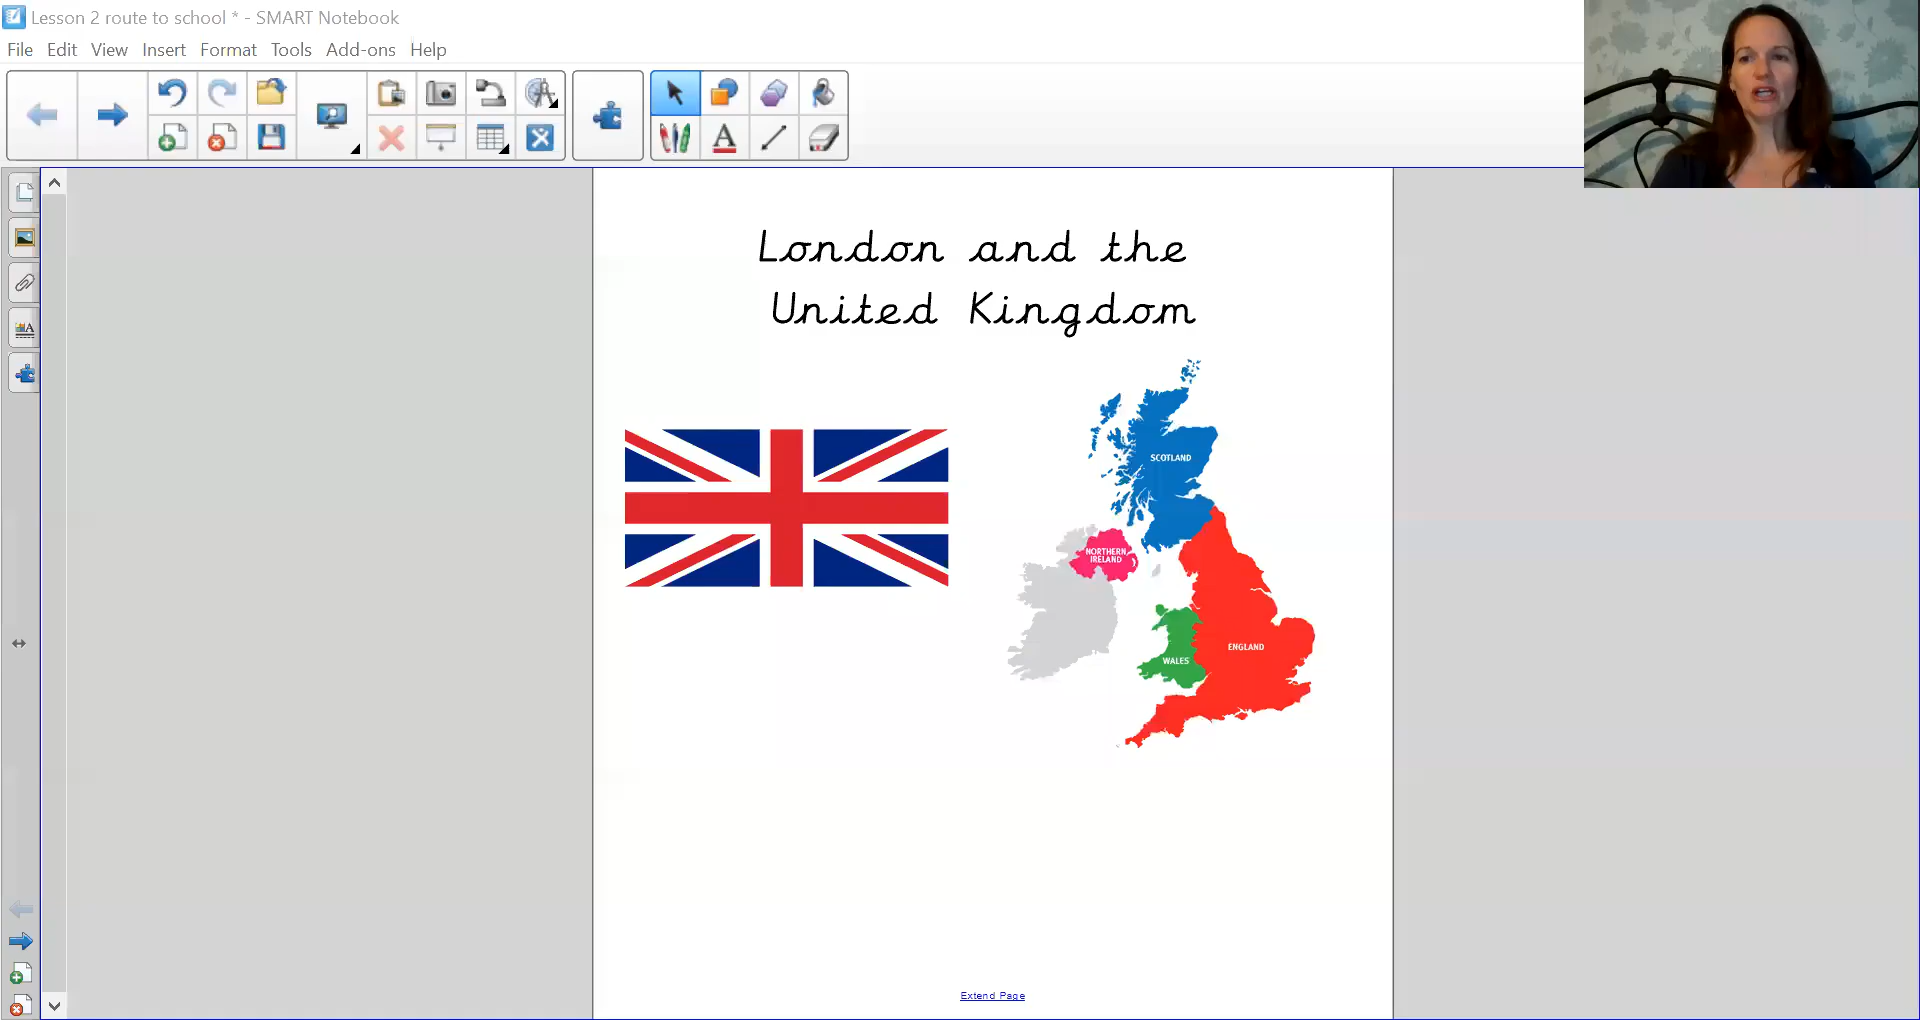 Lesson 2 route to school * - SMART Notebook
File Edit View Insert Format Tools Add-ons Help
London and the
United Kingdom
SCOTLAND
NORTHERN
IRELAND
WALES
ENGLAND
Extend Page